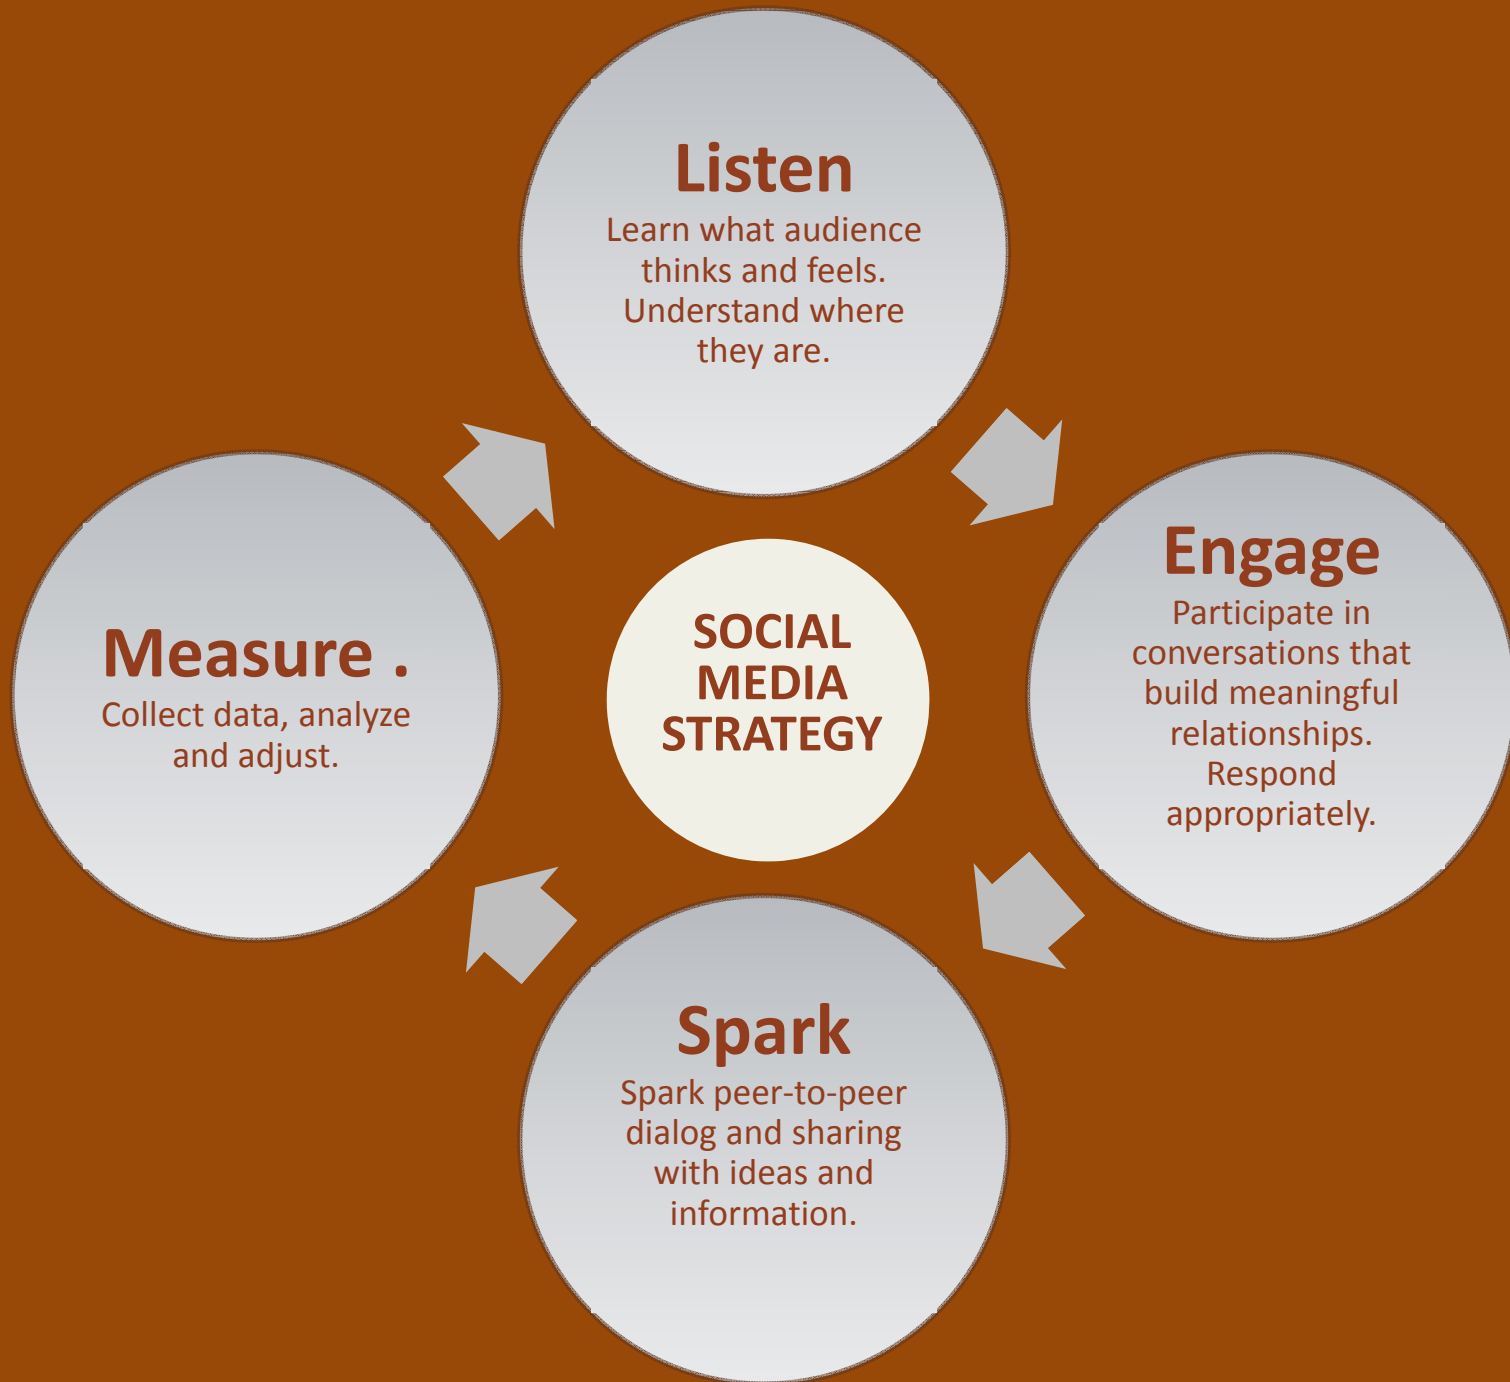 Listen
Learn what audience
thinks and feels.
Understand where
they are.
Engage
Participate in
conversations that
build meaningful
relationships.
Respond
appropriately.
SOCIAL
MEDIA
STRATEGY
Measure .
Collect data, analyze
and adjust.
Spark
Spark peer-to-peer
dialog and sharing
with ideas and
information.